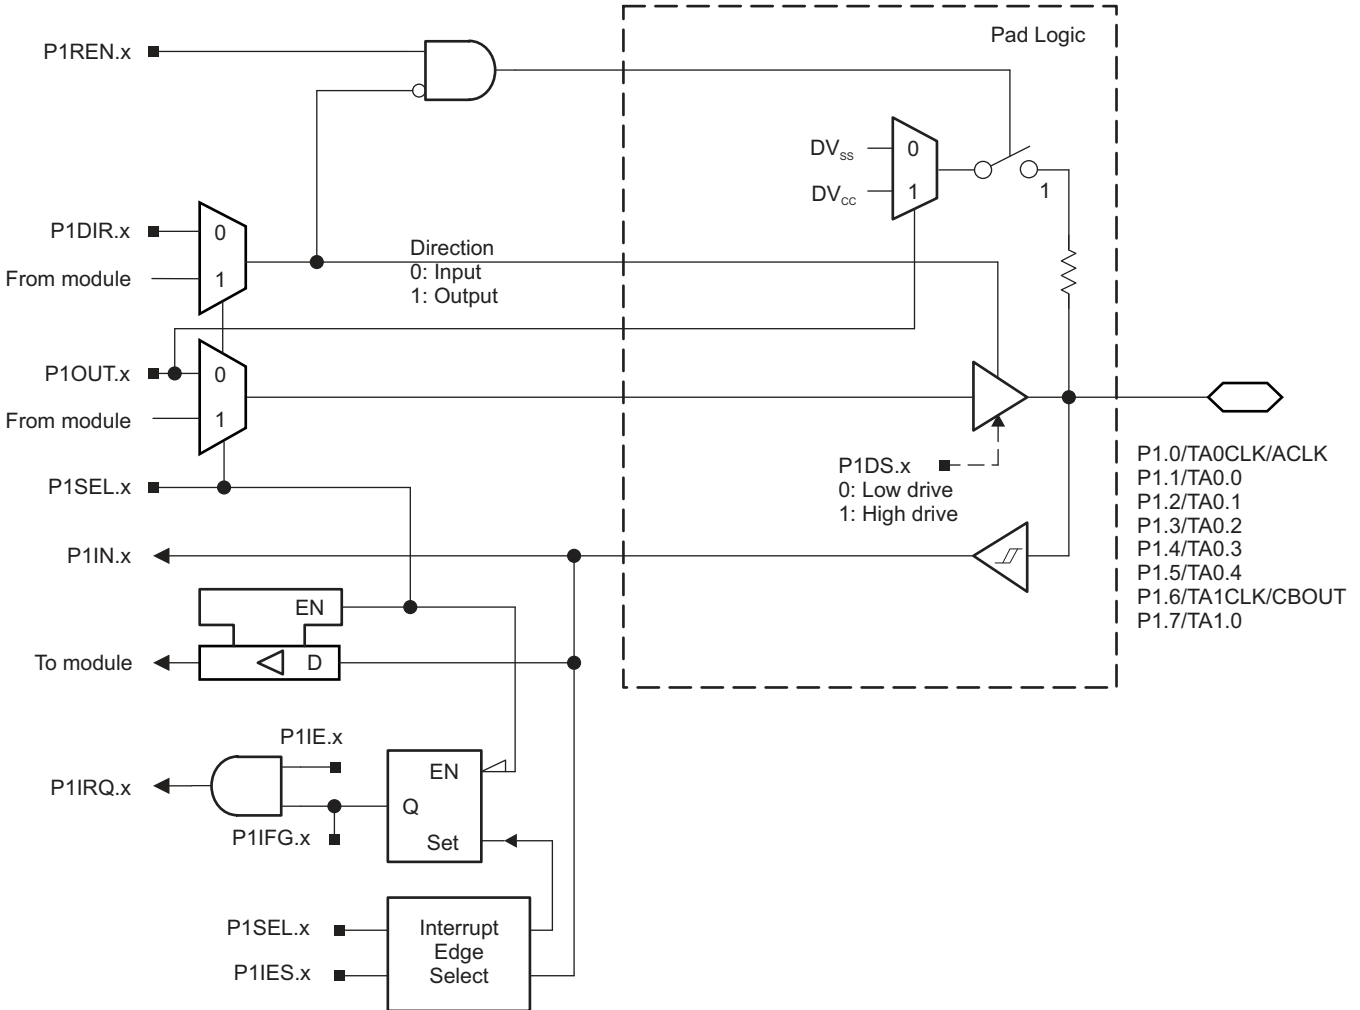 Pad Logic
P1REN.x
DVSS
0
DVCC
1
1
P1DIR.x
0
From module
1
Direction
0: Input
1: Output
P1OUT.x
0
From module
1
P1SEL.x
P1DS.x
0: Low drive
1: High drive
P1.0/TA0CLK/ACLK
P1.1/TA0.0
P1.2/TA0.1
P1.3/TA0.2
P1.4/TA0.3
P1.5/TA0.4
P1.6/TA1CLK/CBOUT
P1.7/TA1.0
P1IN.x
EN
To module
D
P1IE.x
P1IRQ.x
EN
Q
P1IFG.x
Set
P1SEL.x
P1IES.x
Interrupt
Edge
Select